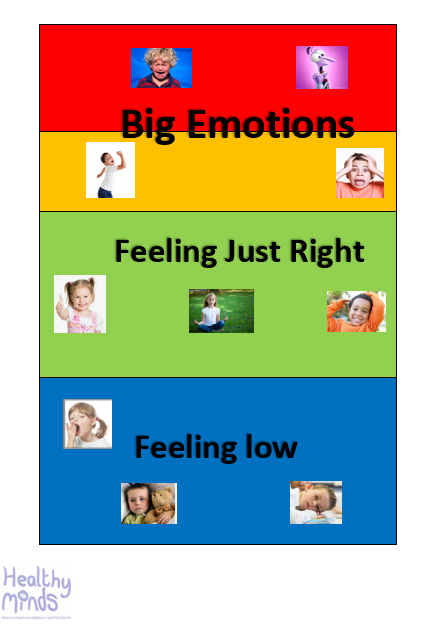 Big Emotions
Feeling Just Right
Feeling low
Healthy
minds